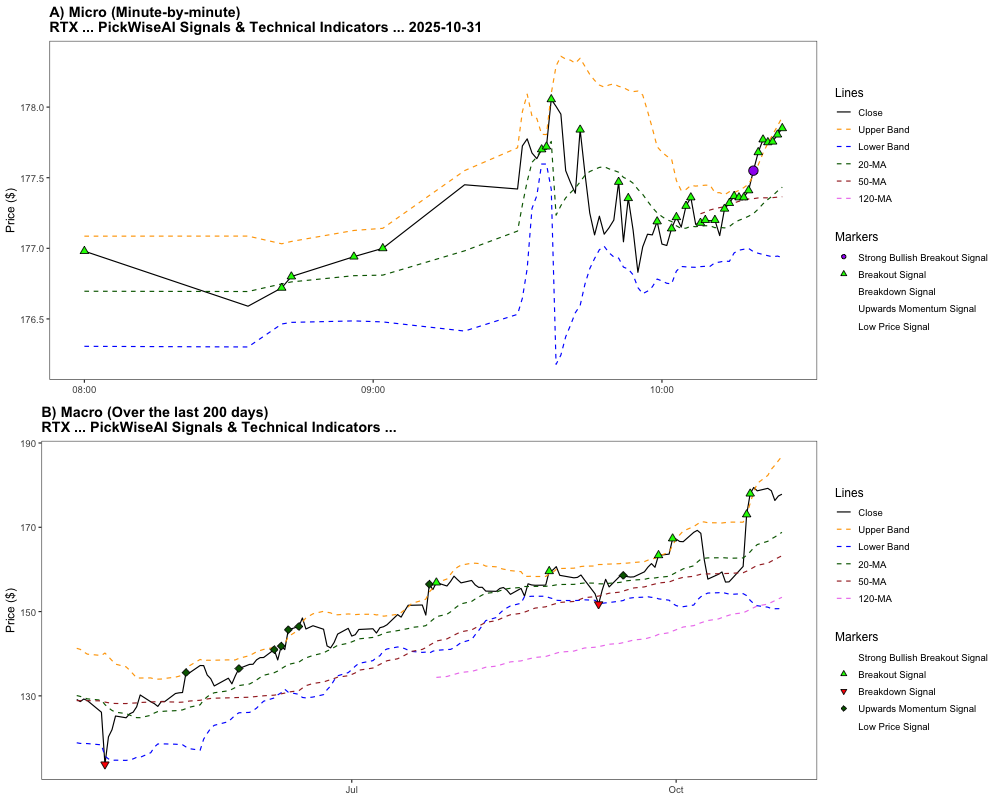 A) Micro (Minute-by-minute)
RTX ... PickWiseAI Signals & Technical Indicators ... 2025-10-31
Price ($)
178.0
177.5
177.0
176.5
08:00
09:00
10:00
Lines
Close
Upper Band
Lower Band
20-MA
50-MA
120-MA
Markers
Strong Bullish Breakout Signal
Breakout Signal
Breakdown Signal
Upwards Momentum Signal
Low Price Signal
B) Macro (Over the last 200 days)
RTX ... PickWiseAI Signals & Technical Indicators ...
Price ($)
190
170
150
130
Jul
Oct
Lines
Close
Upper Band
Lower Band
20-MA
50-MA
120-MA
Markers
Strong Bullish Breakout Signal
Breakout Signal
Breakdown Signal
Upwards Momentum Signal
Low Price Signal